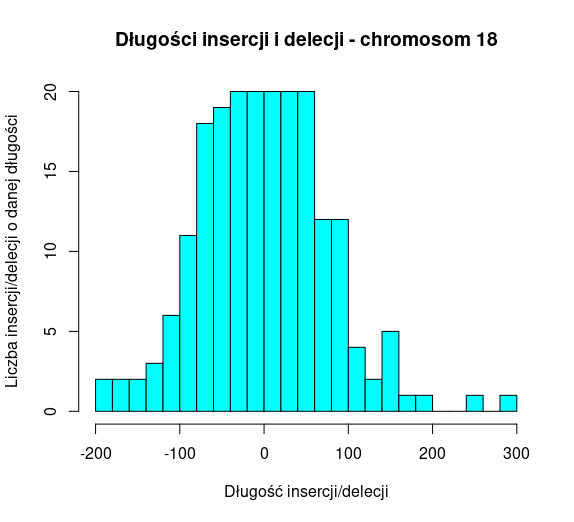 Długości insercji i delecji - chromosom 18
Liczba insercji/delecji o danej długości
20
15
10
5
0
-200 -100 0 100 200 300
Długość insercji/delecji